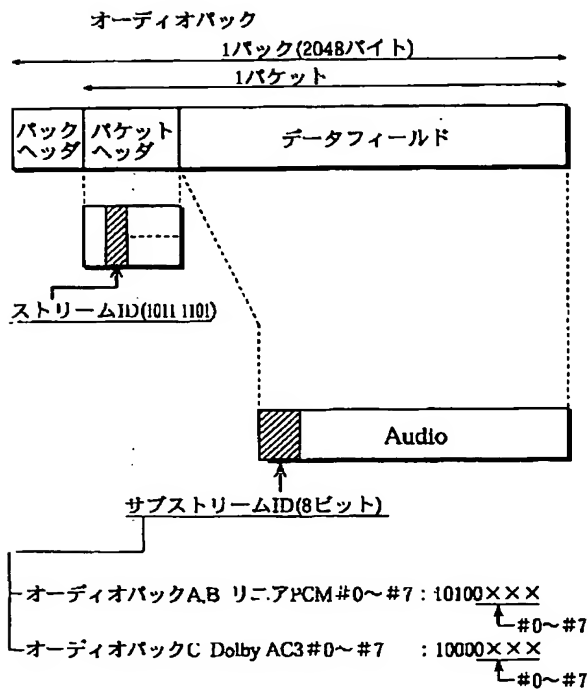 オーディオパック
1パック(2048バイト)
1パケット
パック
ヘッダ
パケット
ヘッダ
データフィールド
ストリームID(1011 1101)
Audio
サブストリームID(8ビット)
オーディオパックA,B リニアPCM#0～#7 : 10100×××
#0～#7
オーディオパックC Dolby AC3#0～#7 : 10000×××
#0～#7